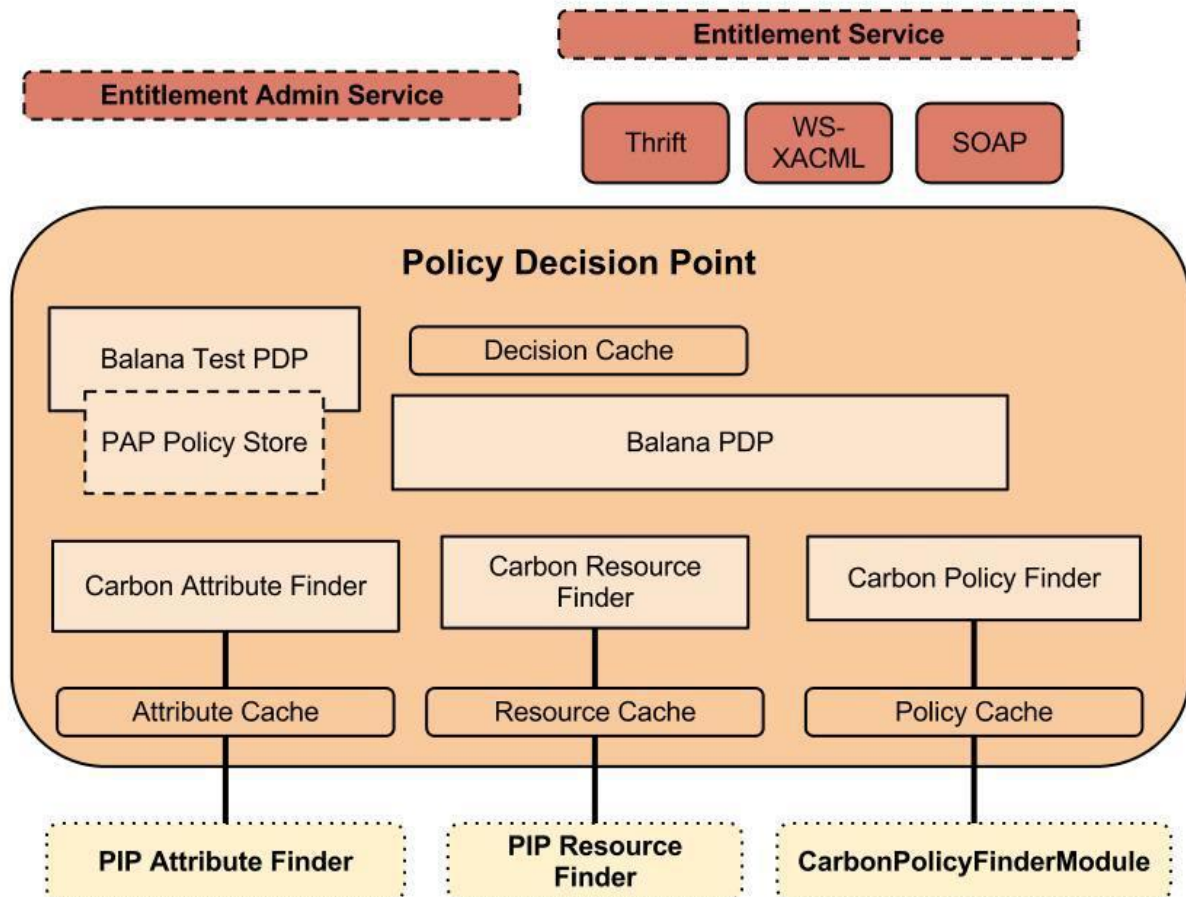 Entitlement Service
Entitlement Admin Service
Thrift
WS-
XACML
SOAP
Policy Decision Point
Balana Test PDP
Decision Cache
PAP Policy Store
Balana PDP
Carbon Attribute Finder
Carbon Resource
Finder
Carbon Policy Finder
Attribute Cache
Resource Cache
Policy Cache
PIP Attribute Finder
PIP Resource
Finder
CarbonPolicyFinderModule